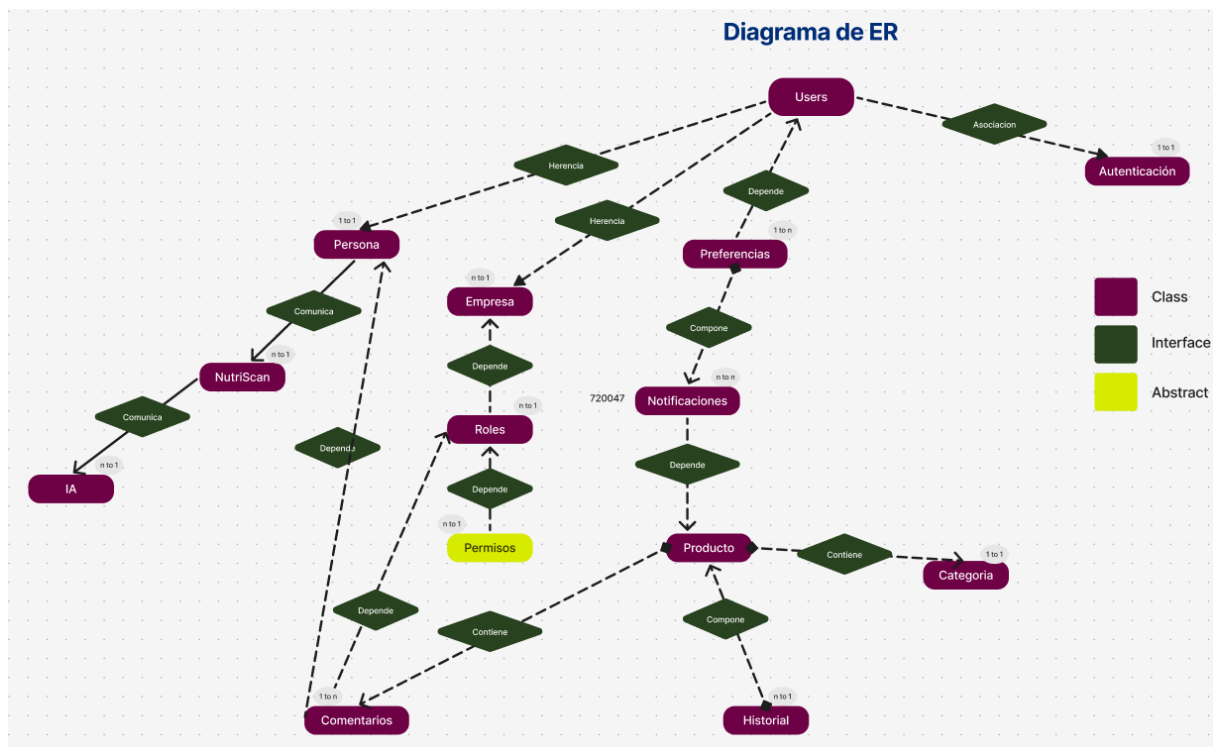 Diagrama de ER
Users
Asociacion
1 to 1
Autenticación
Herencia
Depende
Herencia
1 to 1
Persona
1 to n
Preferencias
n to 1
Empresa
Class
Comunica
Compone
Interface
n to 1
NutriScan
Depende
n to n
720047
Notificaciones
Abstract
Comunica
n to 1
Roles
Depende
Depende
n to 1
IA
Depende
n to 1
Permisos
Producto
Contiene
1 to 1
Categoria
Depende
Contiene
Compone
1 to n
Comentarios
n to 1
Historial